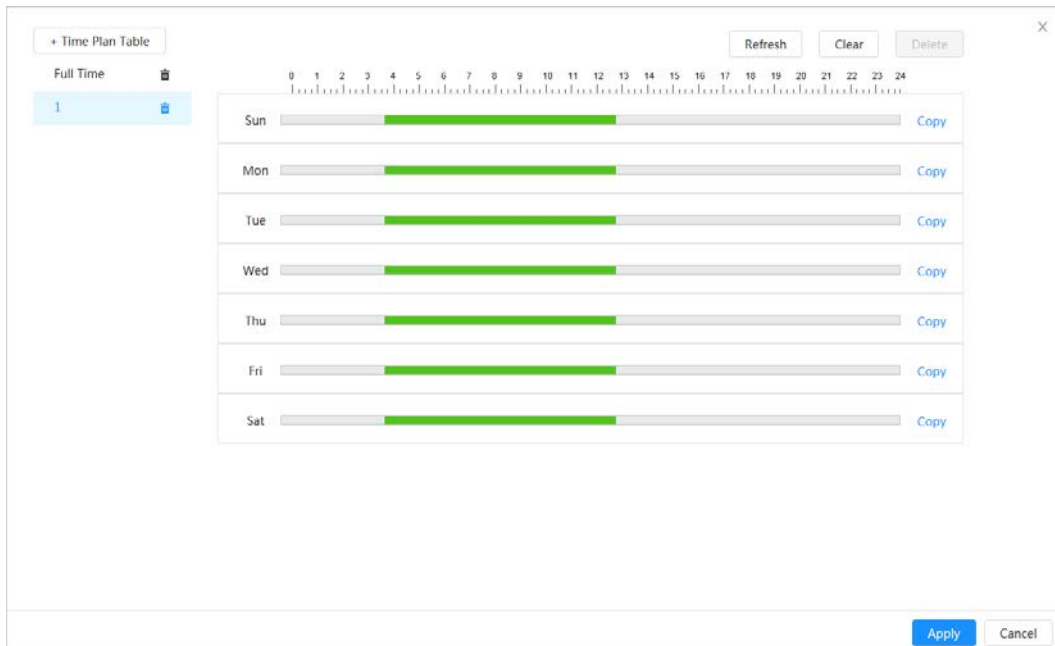 X
+ Time Plan Table
Refresh
Clear
Delete
Full Time
0 1 2 3 4 5 6 7 8 9 10 11 12 13 14 15 16 17 18 19 20 21 22 23 24
1
Sun Copy
Mon Copy
Tue Copy
Wed Copy
Thu Copy
Fri Copy
Sat Copy
Apply
Cancel